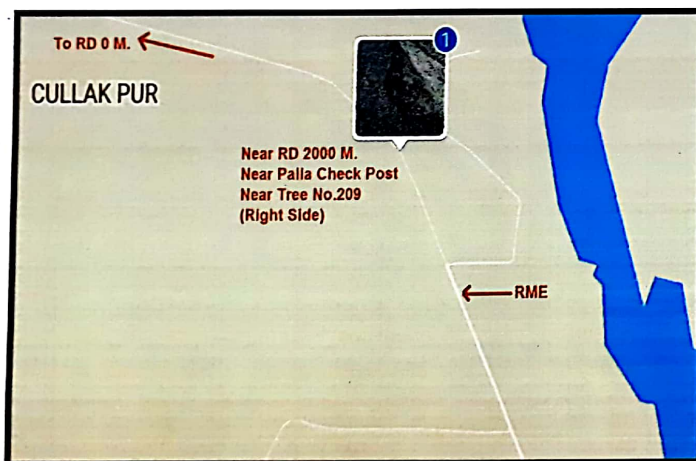 To RD 0 M.
1
CULLAK PUR
Near RD 2000 M.
Near Palla Check Post
Near Tree No.209
(Right Side)
RME